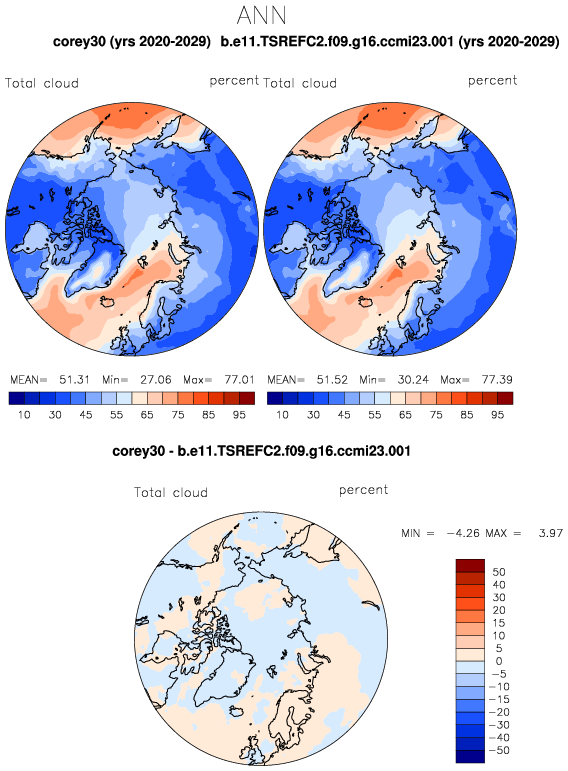 ANN
corey30 (yrs 2020-2029) b.e11.TSREFC2.f09.g16.ccmi23.001 (yrs 2020-2029)
Total cloud percent Total cloud percent
MEAN= 51.31 Min= 27.06 Max= 77.01 MEAN= 51.52 Min= 30.24 Max= 77.39
10 30 45 55 65 75 85 95 10 30 45 55 65 75 85 95
corey30 - b.e11.TSREFC2.f09.g16.ccmi23.001
Total cloud percent
MIN = -4.26 MAX = 3.97
50
40
30
20
15
10
5
0
-5
-10
-15
-20
-30
-40
-50